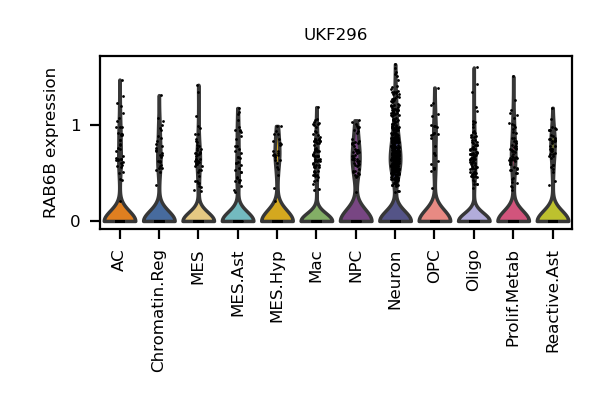 UKF296
RAB6B expression
1
0
AC
Chromatin.Reg
MES
MES.Ast
MES.Hyp
Mac
NPC
Neuron
OPC
Oligo
Prolif.Metab
Reactive.Ast